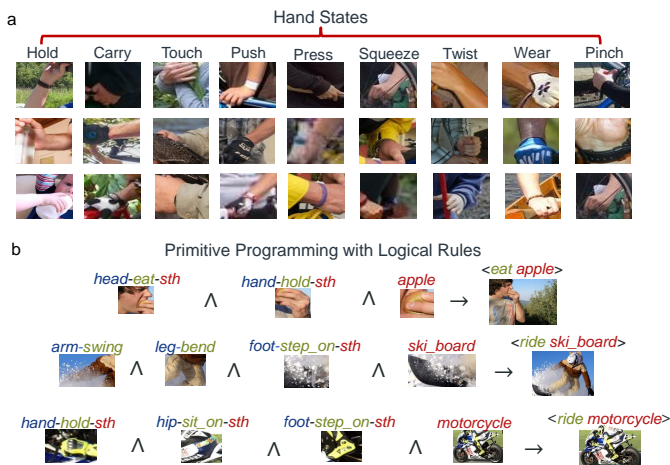 a
Hand States
Hold Carry Touch Push Press Squeeze Twist Wear Pinch
b
Primitive Programming with Logical Rules
head-eat-sth ∧ hand-hold-sth ∧ apple → <eat apple>
arm-swing ∧ leg-bend ∧ foot-step_on-sth ∧ ski_board → <ride ski_board>
hand-hold-sth ∧ hip-sit_on-sth ∧ foot-step_on-sth ∧ motorcycle → <ride motorcycle>